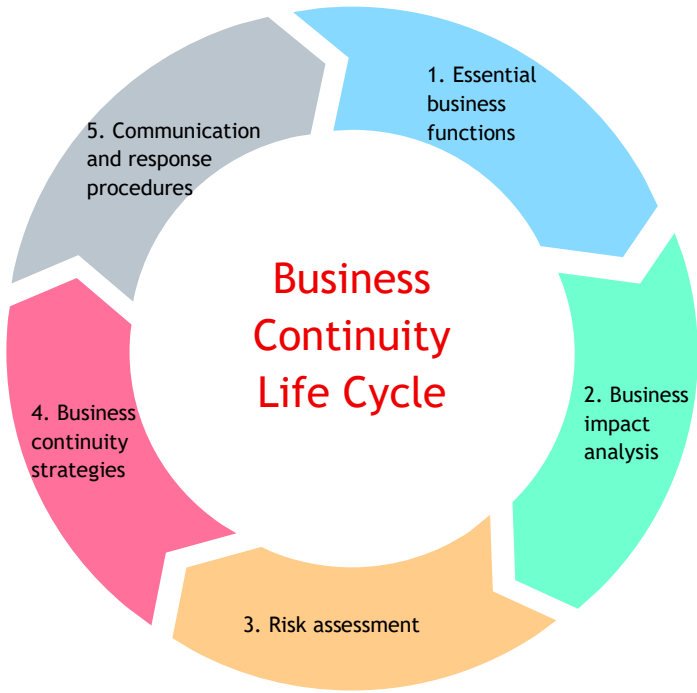 Business
Continuity
Life Cycle
1. Essential
business
functions
2. Business
impact
analysis
3. Risk assessment
4. Business
continuity
strategies
5. Communication
and response
procedures